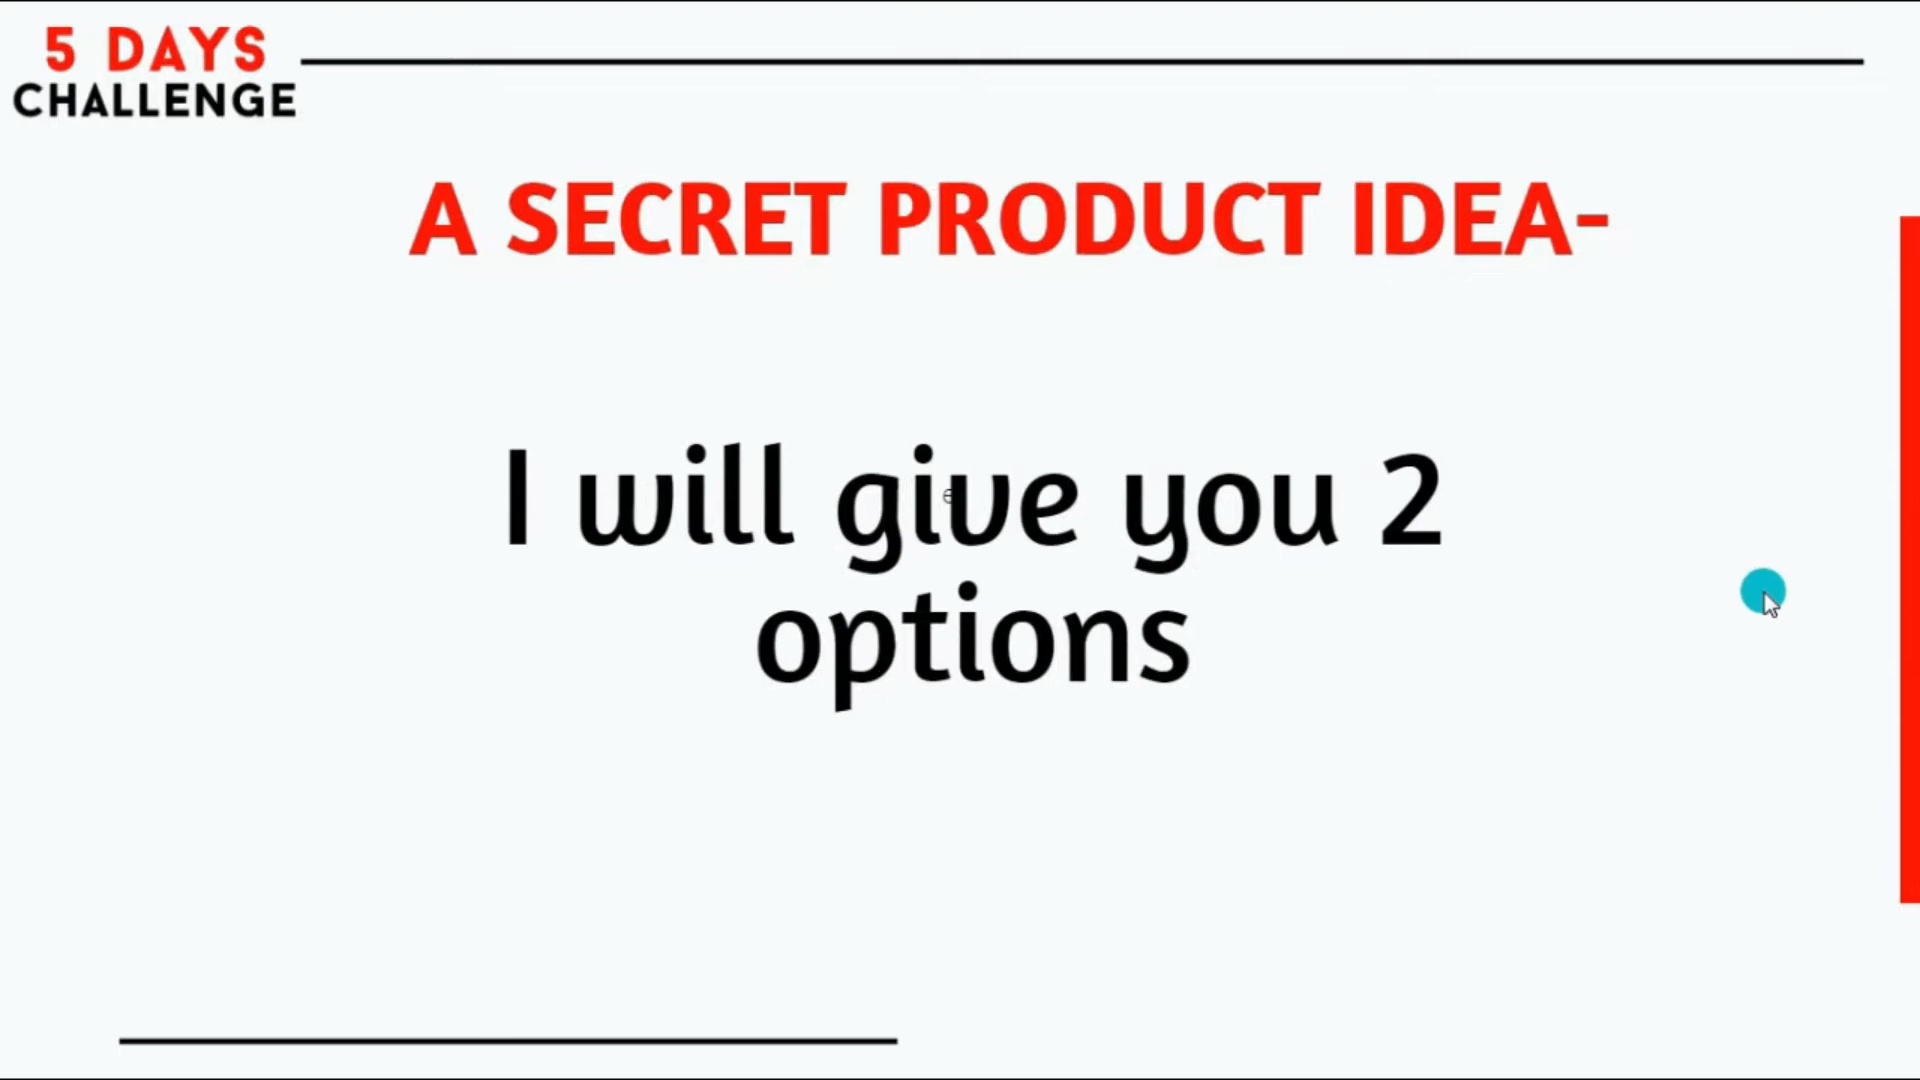 5 DAYS
CHALLENGE
A SECRET PRODUCT IDEA-
I will give you 2
options